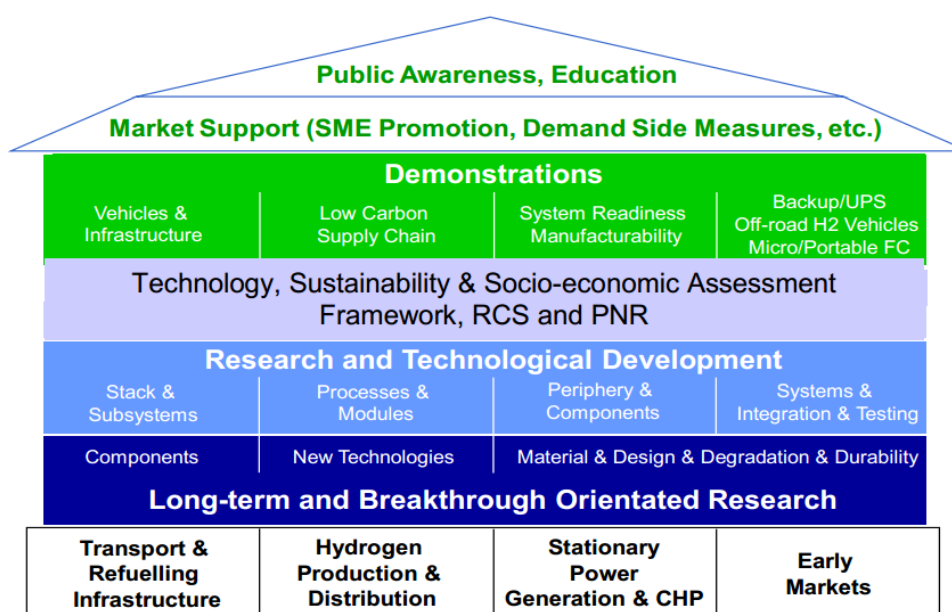 Public Awareness, Education
Market Support (SME Promotion, Demand Side Measures, etc.)
Demonstrations
Vehicles &
Infrastructure
Low Carbon
Supply Chain
System Readiness
Manufacturability
Backup/UPS
Off-road H2 Vehicles
Micro/Portable FC
Technology, Sustainability & Socio-economic Assessment
Framework, RCS and PNR
Research and Technological Development
Stack &
Subsystems
Processes &
Modules
Periphery &
Components
Systems &
Integration & Testing
Components
New Technologies
Material & Design & Degradation & Durability
Long-term and Breakthrough Orientated Research
Transport &
Refuelling
Infrastructure
Hydrogen
Production &
Distribution
Stationary
Power
Generation & CHP
Early
Markets